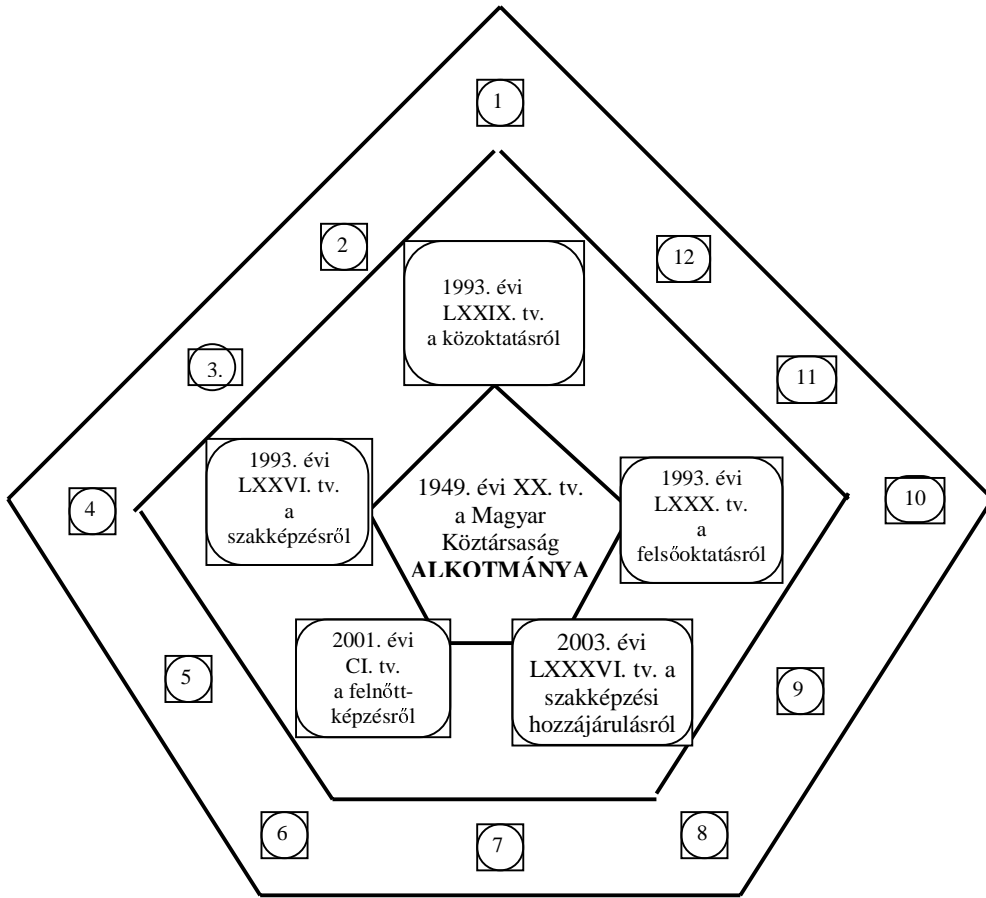 1
2
12
1993. évi
LXXIX. tv.
a közoktatásról
3.
11
1993. évi
LXXVI. tv.
a
szakképzésről
1949. évi XX. tv.
a Magyar
Köztársaság
ALKOTMÁNYA
1993. évi
LXXX. tv.
a
felsőoktatásról
4
10
2001. évi
CI. tv.
a felnőtt-
képzésről
2003. évi
LXXXVI. tv. a
szakképzési
hozzájárulásról
5
9
6
7
8